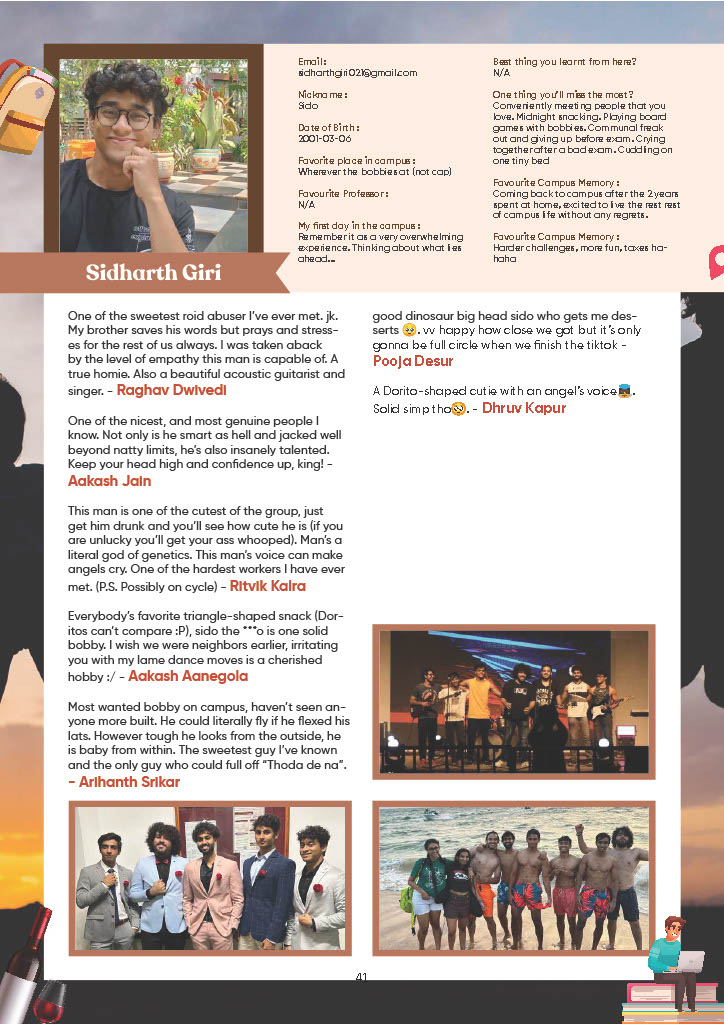 Email:
sidharthgiri021@gmail.com
Nickname:
Sido
Date of Birth:
2001-03-06
Favorite place in campus:
Wherever the bobbies at (not cap)
Favourite Professor:
N/A
My first day in the campus:
Remember it as a very overwhelming
experience. Thinking about what lies
ahead...
Best thing you learnt from here?
N/A
One thing you'll miss the most?
Conveniently meeting people that you
love. Midnight snacking. Playing board
games with bobbies. Communal freak
out and giving up before exam. Crying
together after a bad exam. Cuddling on
one tiny bed
Favourite Campus Memory:
Coming back to campus after the 2 years
spent at home, excited to live the rest rest
of campus life without any regrets.
Favourite Campus Memory:
Harder challenges, more fun, taxes ha-
haha
Sidharth Giri
One of the sweetest roid abuser I've ever met. jk.
My brother saves his words but prays and stress-
es for the rest of us always. I was taken aback
by the level of empathy this man is capable of. A
true homie. Also a beautiful acoustic guitarist and
singer. - Raghav Dwivedi
One of the nicest, and most genuine people I
know. Not only is he smart as hell and jacked well
beyond natty limits, he's also insanely talented.
Keep your head high and confidence up, king! -
Aakash Jain
This man is one of the cutest of the group, just
get him drunk and you'll see how cute he is (if you
are unlucky you'll get your ass whooped). Man's a
literal god of genetics. This man's voice can make
angels cry. One of the hardest workers I have ever
met. (P.S. Possibly on cycle) - Ritvik Kalra
Everybody's favorite triangle-shaped snack (Dor-
itos can't compare :P), sido the ***o is one solid
bobby. I wish we were neighbors earlier, irritating
you with my lame dance moves is a cherished
hobby :/ - Aakash Aanegola
Most wanted bobby on campus, haven't seen an-
yone more built. He could literally fly if he flexed his
lats. However tough he looks from the outside, he
is baby from within. The sweetest guy I've known
and the only guy who could full off "Thoda de na".
- Arihanth Srikar
good dinosaur big head sido who gets me des-
serts 🥺. vv happy how close we got but it's only
gonna be full circle when we finish the tiktok -
Pooja Desur
A Dorito-shaped cutie with an angel's voice.
Solid simp tho. - Dhruv Kapur
41